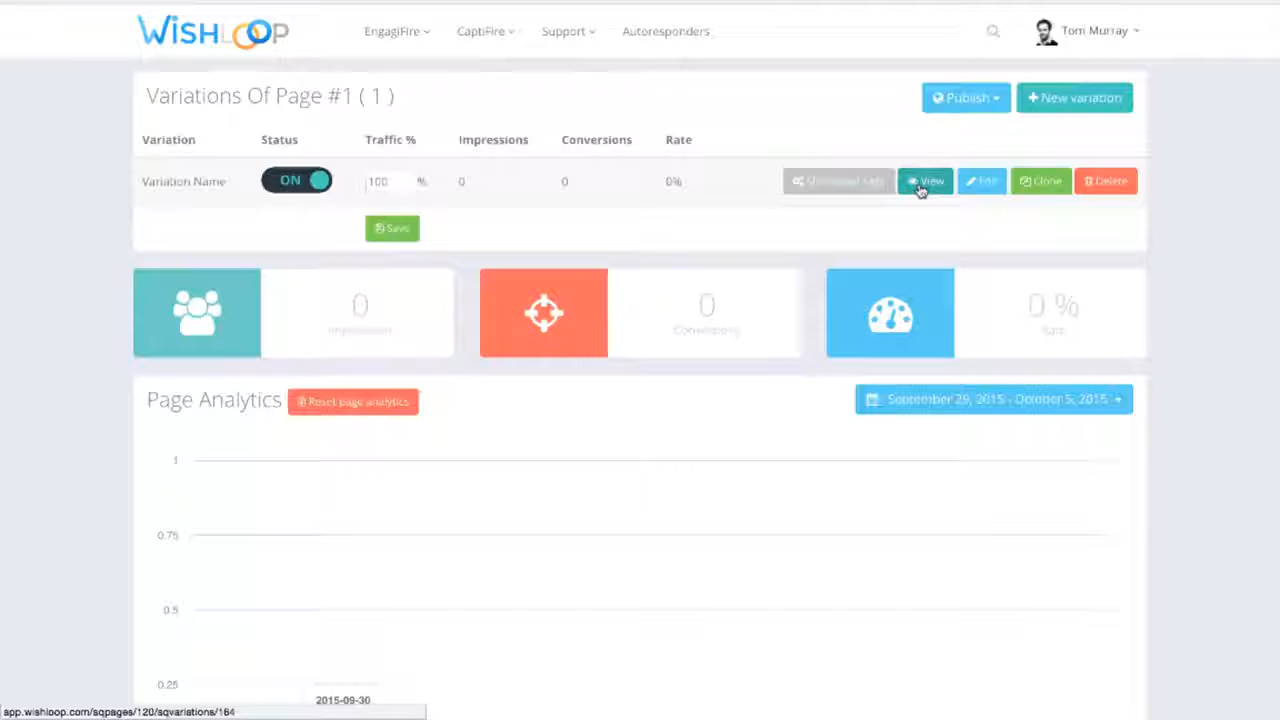 WiSHLOOP EngagiFire CaptiFire Support Autoresponders Tom Murray
Variations Of Page #1 ( 1 ) Publish New variation
Variation Status Traffic % Impressions Conversions Rate
Variation Name ON 100 % 0 0 0% View Edit Clone Delete
Save
0 0 0 %
Impressions Conversions Rate
Page Analytics Reset page analytics September 29, 2015 - October 5, 2015
1
0.75
0.5
0.25
2015-09-30
app.wishloop.com/sqpages/120/sqvariations/164